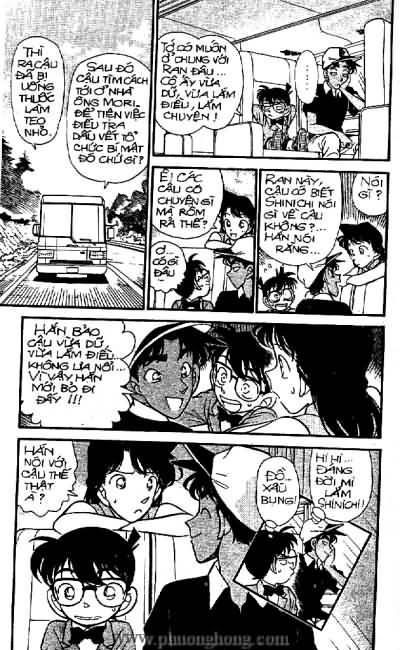 THÌ
RA CẬU
ĐÃ BỊ
UỐNG
THUỐC
LÀM
TEO
NHỎ.
SAU ĐÓ
CẬU TÌM CÁCH
TỚI Ở NHÀ
ÔNG MORI.
ĐỂ TIỆN VIỆC
ĐIỀU TRA
DẤU VẾT TỔ
CHỨC BÍ MẬT
ĐÓ CHỨ GÌ?
TỚ CÓ MUỐN
Ở CHUNG VỚI
RAN ĐÂU...
CÔ ẤY VỪA
DỮ, VỪA LẮM
ĐIỀU, LẮM
CHUYỆN!
Ê! CÁC
CẬU CÓ
CHUYỆN GÌ
MÀ RÔM
RẢ THẾ?
Ơ...
CÓ GÌ
ĐÂU
RAN NÀY,
CẬU CÓ BIẾT
SHINICHI NÓI
GÌ VỀ CẬU
KHÔNG?...
HẮN NÓI
RẰNG...
NÓI
GÌ?
HẮN BẢO
CẬU VỪA DỮ,
VỪA LẮM ĐIỀU
KHÔNG ƯA NỔI...
VÌ VẬY, HẮN
MỚI BỎ ĐI
ĐẤY!!!
HẮN
NÓI VỚI
CẬU THẾ
THẬT
À?
ĐỒ...
XẤU
BỤNG!
HÌ HÌ...
ĐÁNG
ĐỜI MI
LẮM
SHINICHI!
www.phuonghong.com